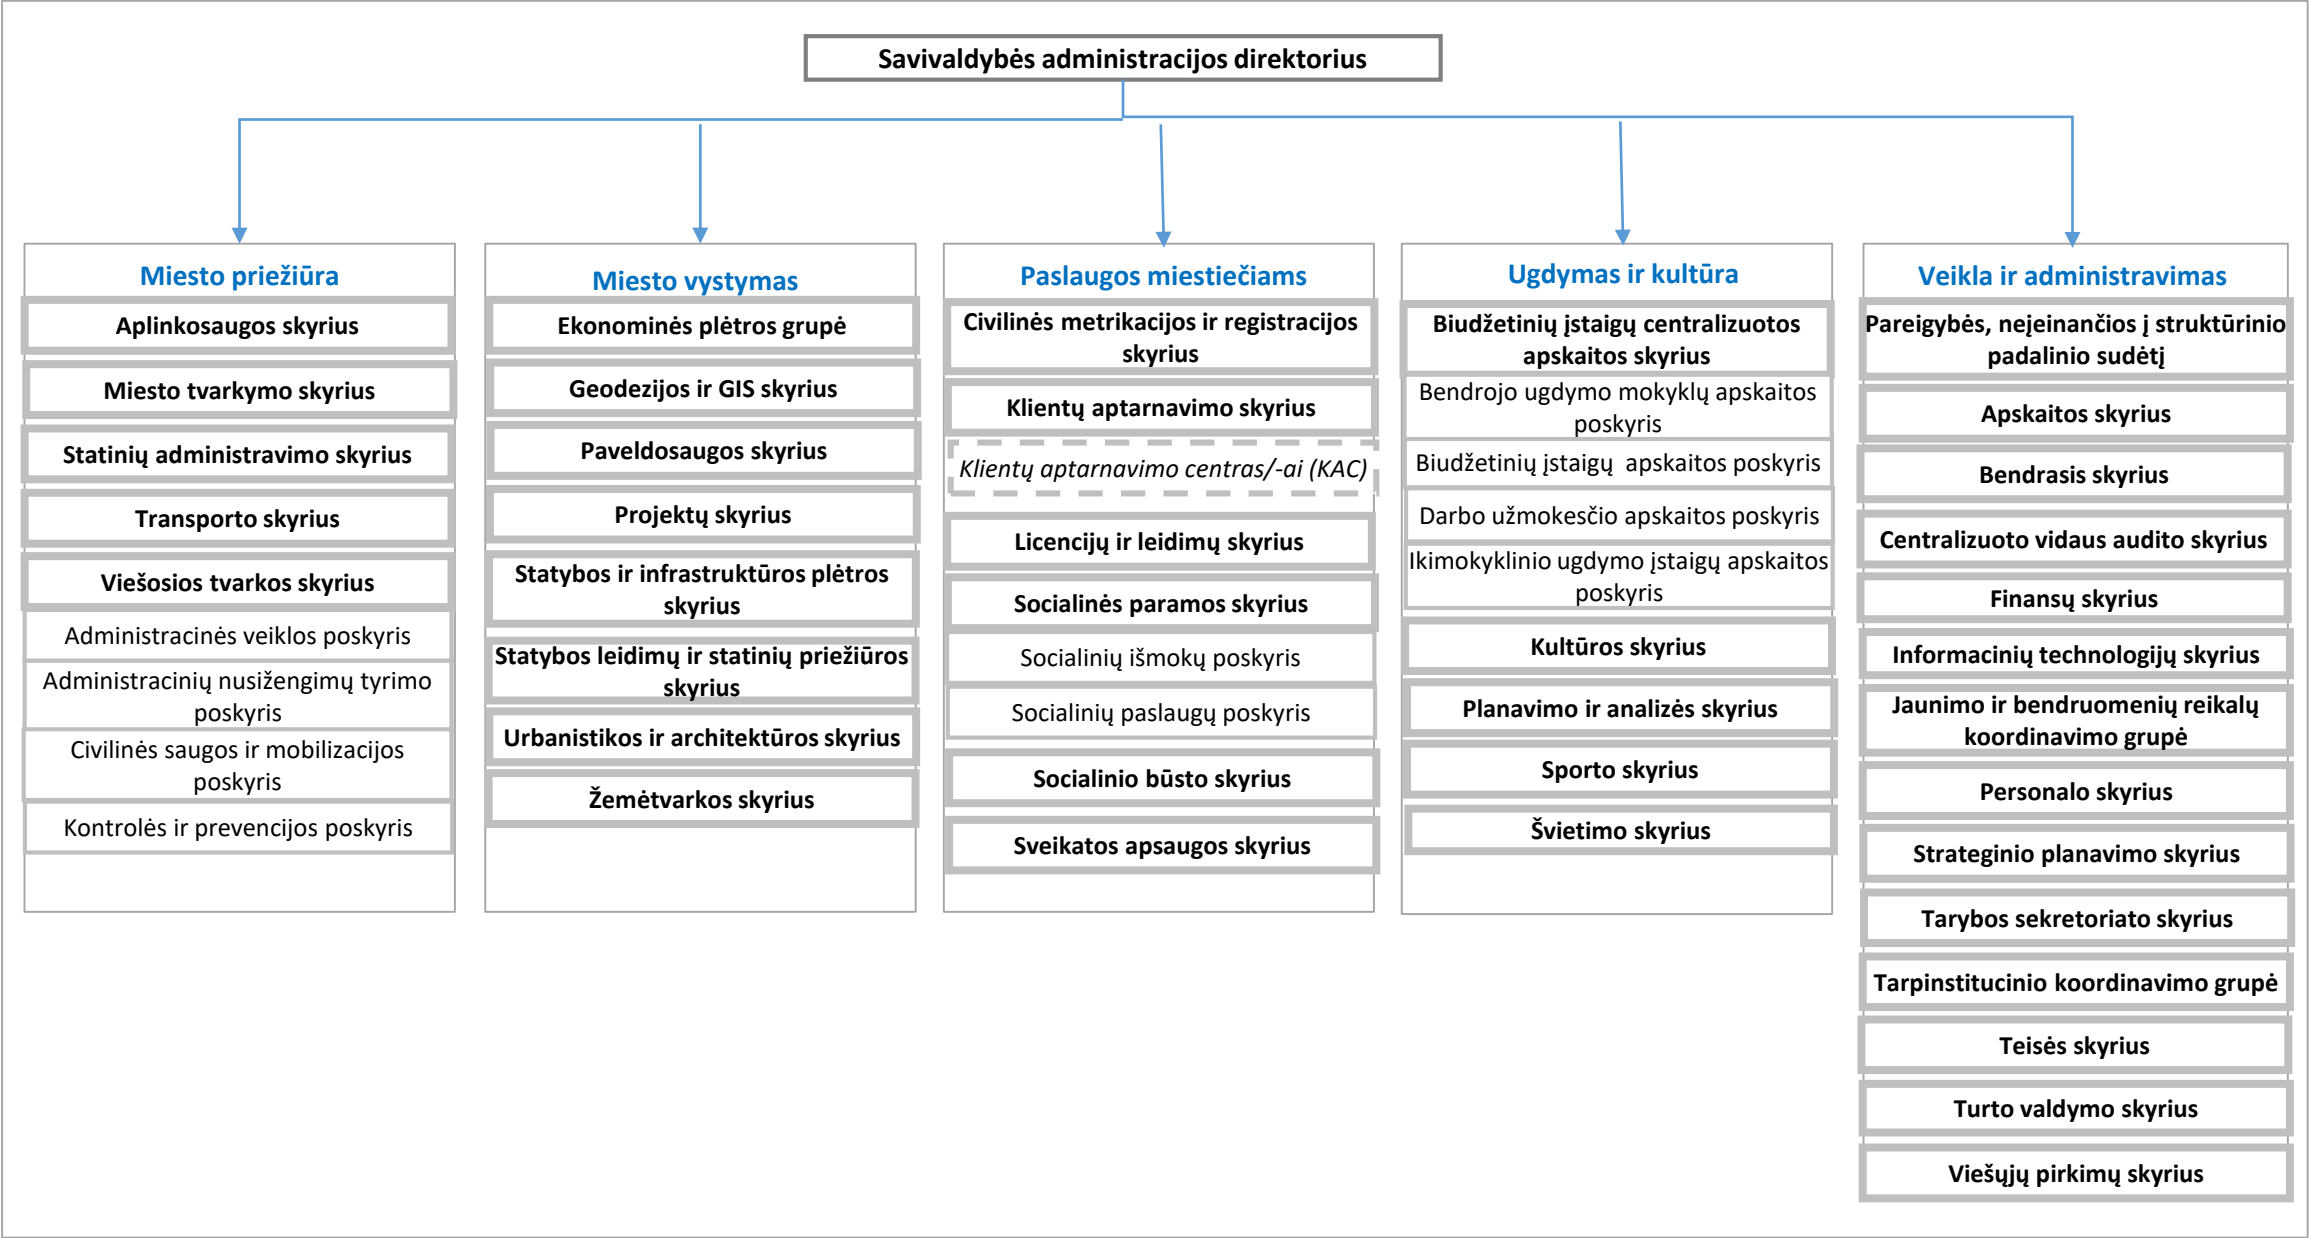 Savivaldybės administracijos direktorius
Miesto priežiūra
Aplinkosaugos skyrius
Miesto tvarkymo skyrius
Statinių administravimo skyrius
Transporto skyrius
Viešosios tvarkos skyrius
Administracinės veiklos poskyris
Administracinių nusižengimų tyrimo
poskyris
Civilinės saugos ir mobilizacijos
poskyris
Kontrolės ir prevencijos poskyris
Miesto vystymas
Ekonominės plėtros grupė
Geodezijos ir GIS skyrius
Paveldosaugos skyrius
Projektų skyrius
Statybos ir infrastruktūros plėtros
skyrius
Statybos leidimų ir statinių priežiūros
skyrius
Urbanistikos ir architektūros skyrius
Žemėtvarkos skyrius
Paslaugos miestiečiams
Civilinės metrikacijos ir registracijos
skyrius
Klientų aptarnavimo skyrius
Klientų aptarnavimo centras/-ai (KAC)
Licencijų ir leidimų skyrius
Socialinės paramos skyrius
Socialinių išmokų poskyris
Socialinių paslaugų poskyris
Socialinio būsto skyrius
Sveikatos apsaugos skyrius
Ugdymas ir kultūra
Biudžetinių įstaigų centralizuotos
apskaitos skyrius
Bendrojo ugdymo mokyklų apskaitos
poskyris
Biudžetinių įstaigų  apskaitos poskyris
Darbo užmokesčio apskaitos poskyris
Ikimokyklinio ugdymo įstaigų apskaitos
poskyris
Kultūros skyrius
Planavimo ir analizės skyrius
Sporto skyrius
Švietimo skyrius
Veikla ir administravimas
Pareigybės, neįeinančios į struktūrinio
padalinio sudėtį
Apskaitos skyrius
Bendrasis skyrius
Centralizuoto vidaus audito skyrius
Finansų skyrius
Informacinių technologijų skyrius
Jaunimo ir bendruomenių reikalų
koordinavimo grupė
Personalo skyrius
Strateginio planavimo skyrius
Tarybos sekretoriato skyrius
Tarpinstitucinio koordinavimo grupė
Teisės skyrius
Turto valdymo skyrius
Viešųjų pirkimų skyrius